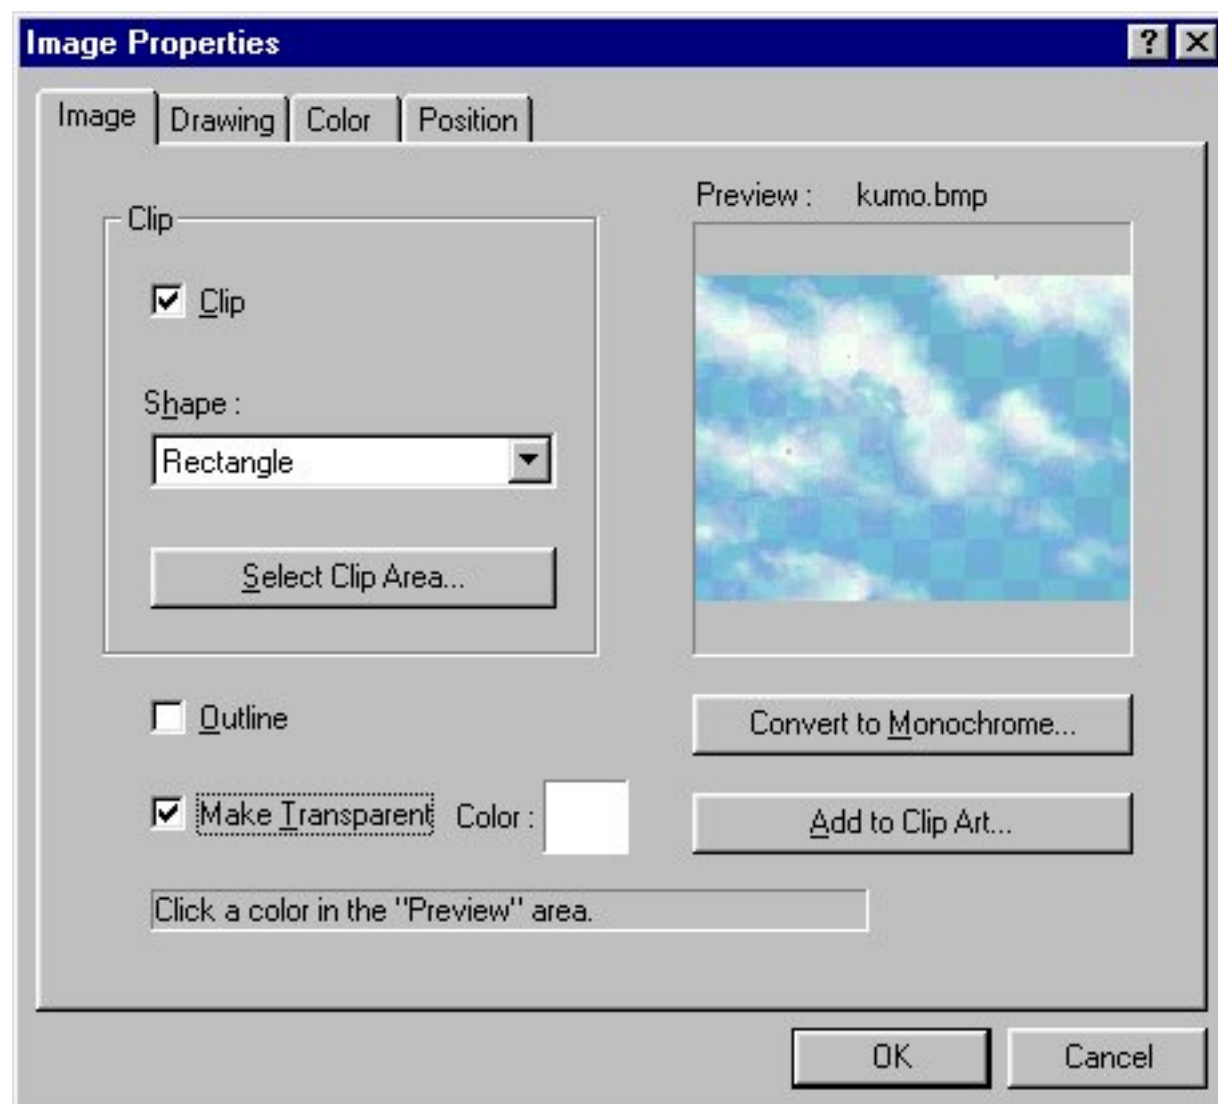 Image Properties
Image Drawing Color Position
Clip
Clip
Shape :
Rectangle
Select Clip Area...
Outline
Make Transparent Color :
Click a color in the "Preview" area.
Preview : kumo.bmp
Convert to Monochrome...
Add to Clip Art...
OK Cancel